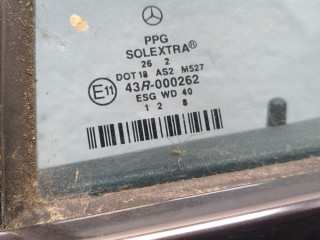 PPG
SOLEXTRA®
26 2
DOT 18 AS2 M527
E11 43R-000262
ESG WD 40
1 2 8